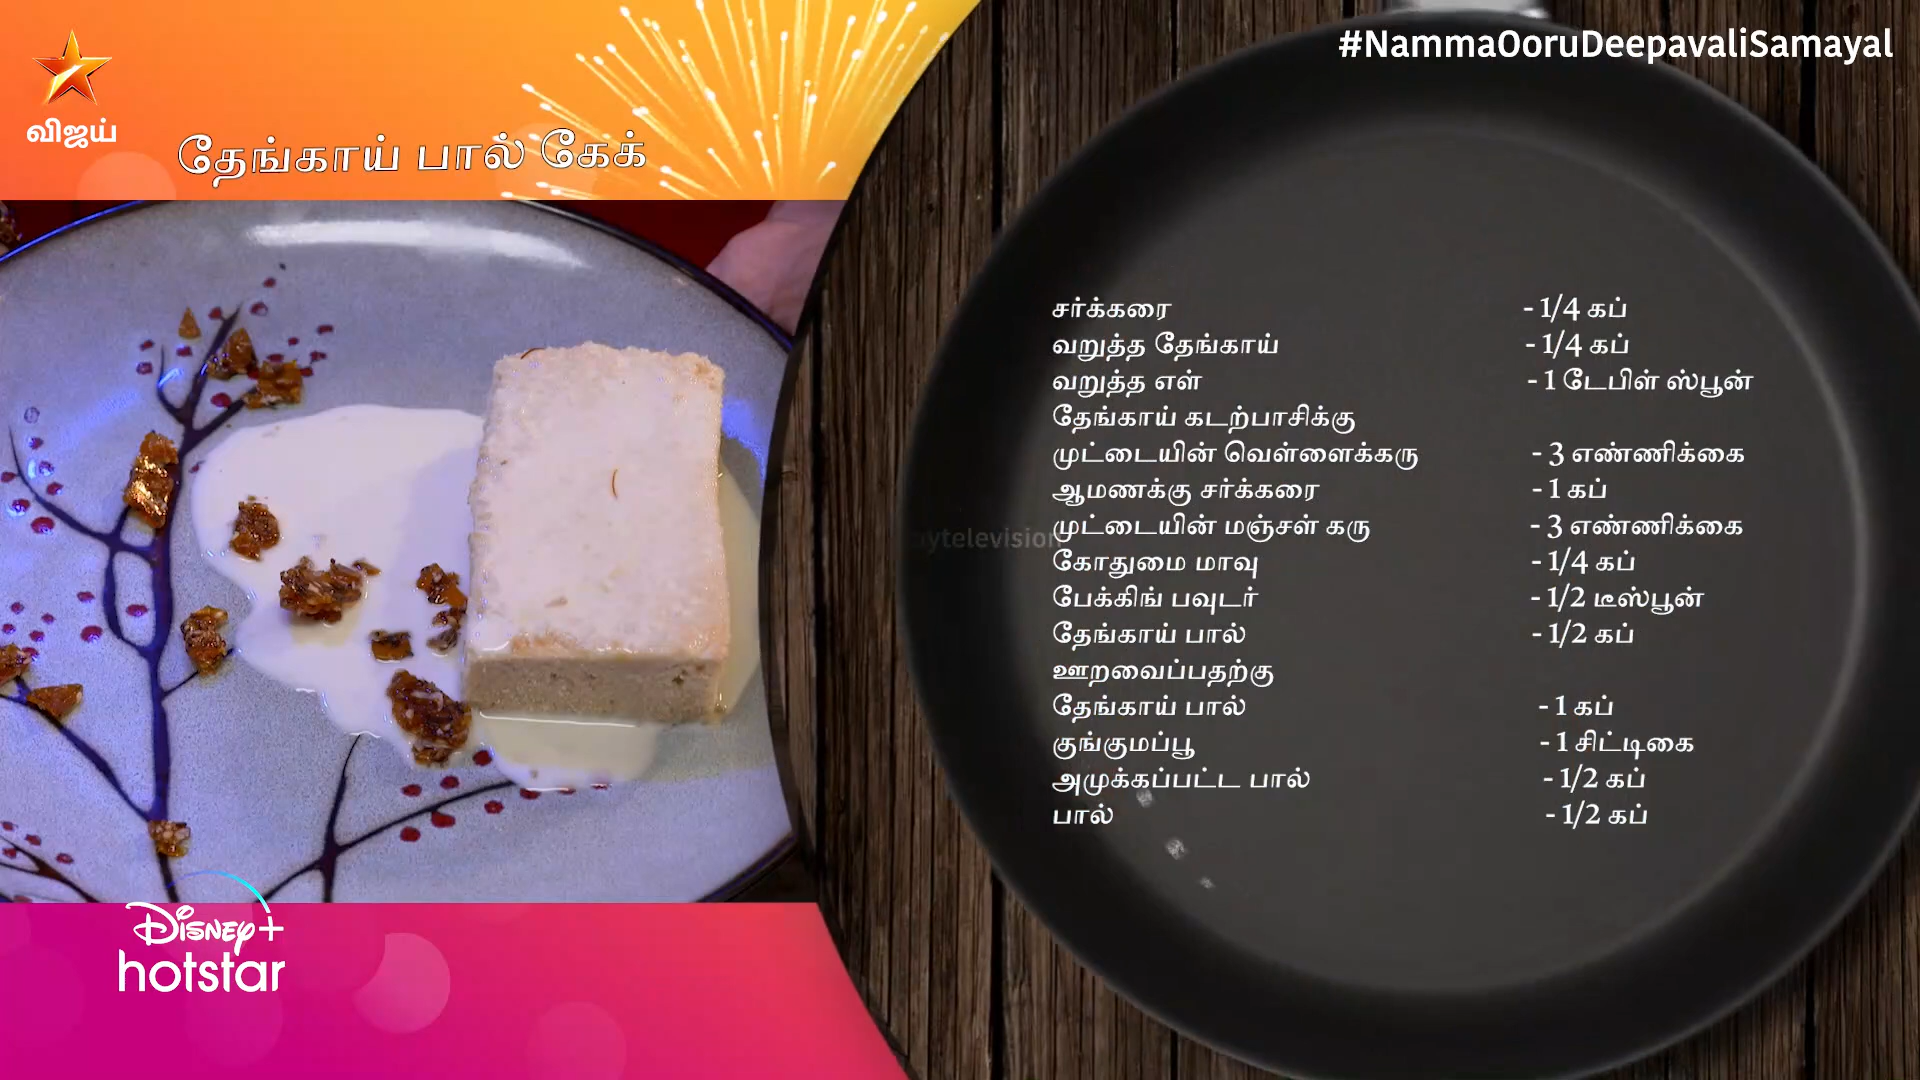 விஜய்
தேங்காய் பால் கேக்
#NammaOoruDeepavaliSamayal
சர்க்கரை - 1/4 கப்
வறுத்த தேங்காய் - 1/4 கப்
வறுத்த எள் - 1 டேபிள் ஸ்பூன்
தேங்காய் கடற்பாசிக்கு
முட்டையின் வெள்ளைக்கரு - 3 எண்ணிக்கை
ஆமணக்கு சர்க்கரை - 1 கப்
முட்டையின் மஞ்சள் கரு - 3 எண்ணிக்கை
கோதுமை மாவு - 1/4 கப்
பேக்கிங் பவுடர் - 1/2 டீஸ்பூன்
தேங்காய் பால் - 1/2 கப்
ஊறவைப்பதற்கு
தேங்காய் பால் - 1 கப்
குங்குமப்பூ - 1 சிட்டிகை
அமுக்கப்பட்ட பால் - 1/2 கப்
பால் - 1/2 கப்
Disney+
hotstar